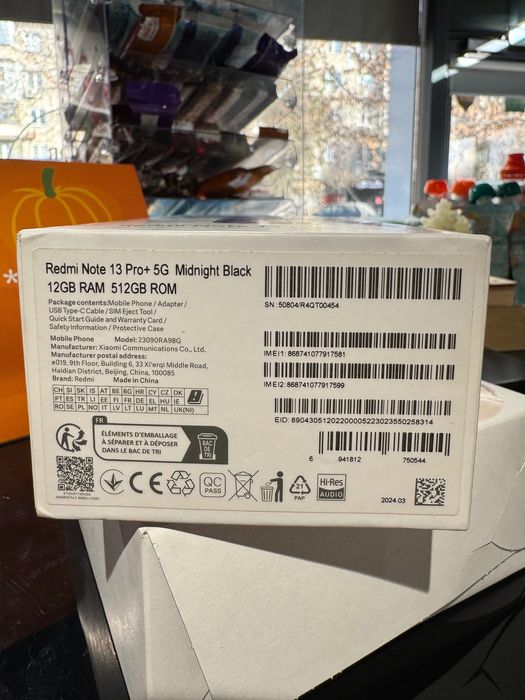 Redmi Note 13 Pro+ 5G Midnight Black
12GB RAM 512GB ROM
Package contents:Mobile Phone / Adapter /
USB Type-C Cable / SIM Eject Tool /
Quick Start Guide and Warranty Card /
Safety Information / Protective Case
Mobile Phone Model:23090RA98G
Manufacturer: Xiaomi Communications Co., Ltd.
Manufacturer postal address:
#019, 9th Floor, Building 6, 33 Xi'erqi Middle Road,
Haidian District, Beijing, China, 100085
Brand: Redmi Made in China
CH SI SK IS AT BE BG HR CY CZ DK
PT ES TR LI EE FR DE EL HU IE
RO SE PL NO IT LV LT LU MT NL UK(NI)
SN: 50804/R4QT00454
IMEI1: 868741077917581
IMEI2: 868741077917599
EID: 89043051202200005223023550258314
6 941812 750544
FR
ÉLÉMENTS D'EMBALLAGE
À SÉPARER ET À DÉPOSER
DANS LE BAC DE TRI
BAC
DE
TRI
CE
QC
PASS
21
PAP
Hi-Res
AUDIO
2024.03